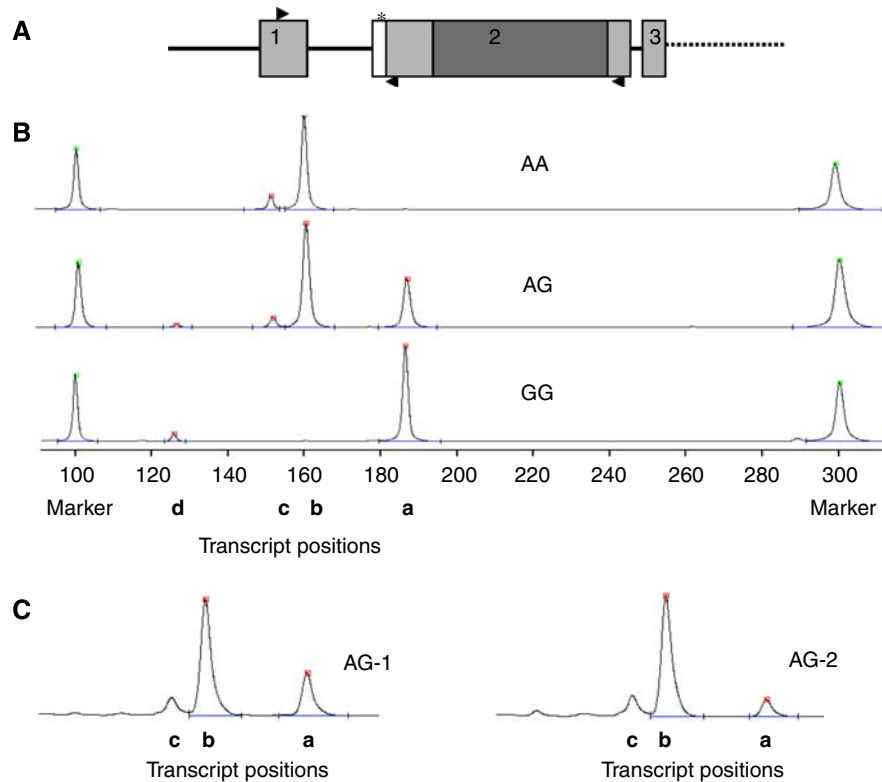 A
1
*
2
3
B
AA
AG
GG
100 120 140 160 180 200 220 240 260 280 300
Marker d c b a Marker
Transcript positions
C
AG-1
AG-2
c b a
c b a
Transcript positions
Transcript positions